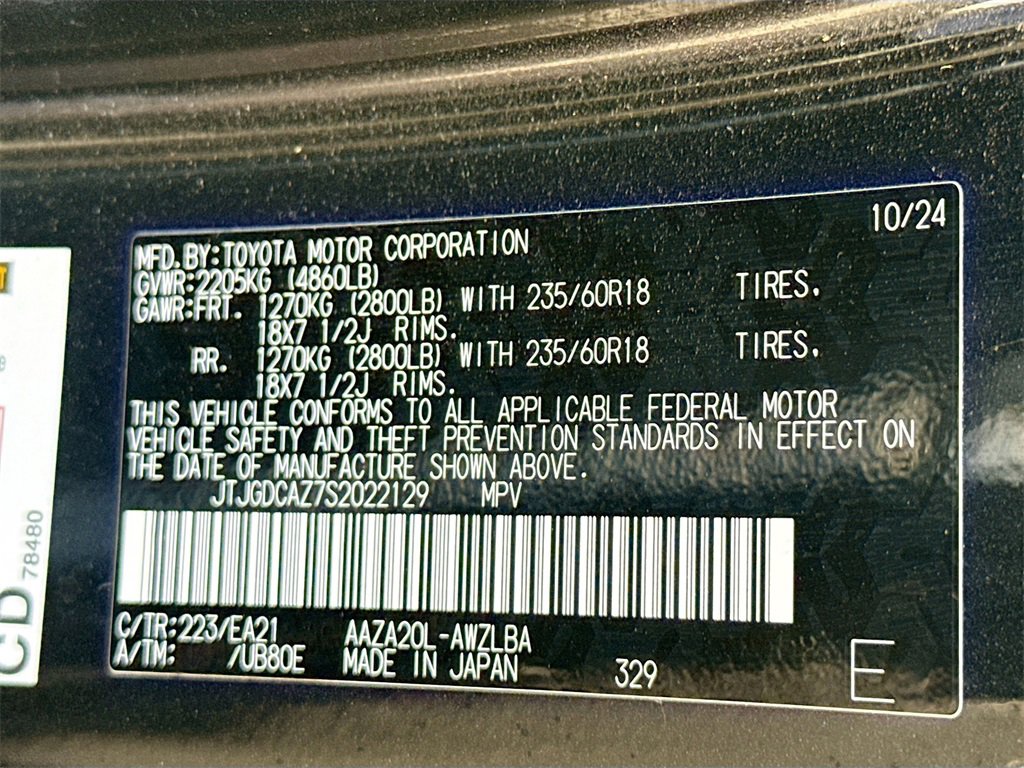 10/24
MFD.BY:TOYOTA MOTOR CORPORATION
GVWR:2205KG (4860LB)
GAWR:FRT. 1270KG (2800LB) WITH 235/60R18 TIRES.
18X7 1/2J RIMS.
RR. 1270KG (2800LB) WITH 235/60R18 TIRES.
18X7 1/2J RIMS.
THIS VEHICLE CONFORMS TO ALL APPLICABLE FEDERAL MOTOR
VEHICLE SAFETY AND THEFT PREVENTION STANDARDS IN EFFECT ON
THE DATE OF MANUFACTURE SHOWN ABOVE.
JTJGDCAZ7S2022129 MPV
C/TR:223/EA21 AAZA20L-AWZLBA
A/TM: /UB80E MADE IN JAPAN 329 E
CD 78480